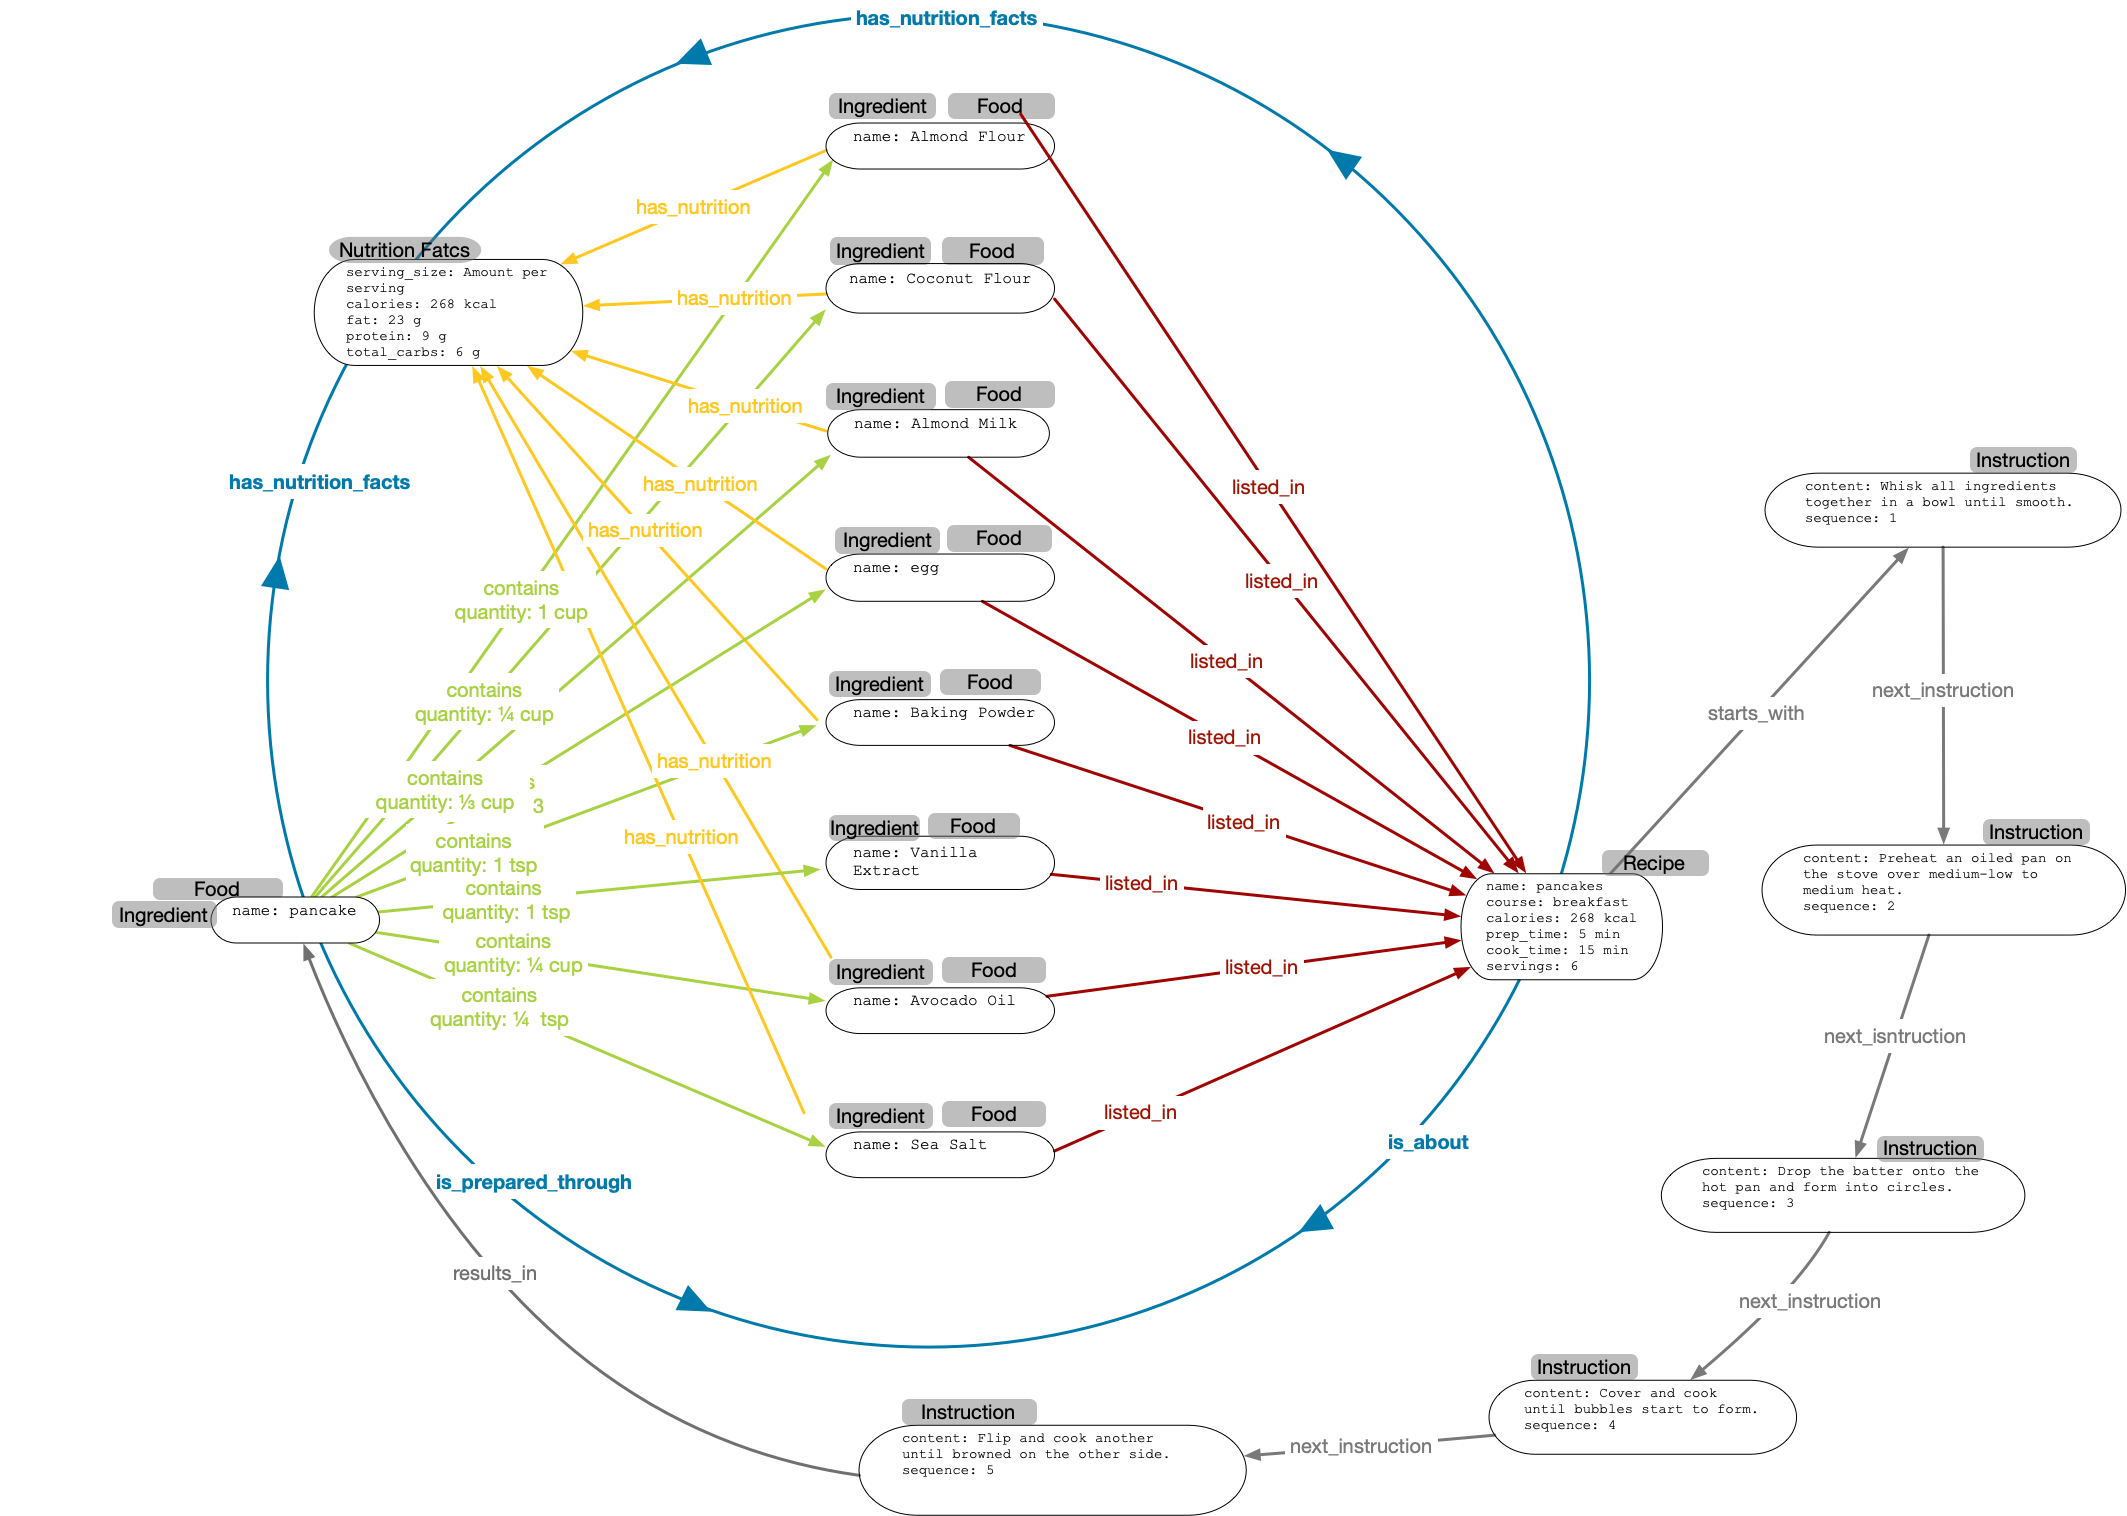 has_nutrition_facts
Ingredient Food
name: Almond Flour
has_nutrition
Nutrition Fatcs
serving_size: Amount per
serving
calories: 268 kcal
fat: 23 g
protein: 9 g
total_carbs: 6 g
Ingredient Food
name: Coconut Flour
has_nutrition
Ingredient Food
name: Almond Milk
has_nutrition
has_nutrition_facts
has_nutrition
listed_in
Instruction
content: Whisk all ingredients
together in a bowl until smooth.
sequence: 1
has_nutrition
Ingredient Food
name: egg
listed_in
contains
quantity: 1 cup
listed_in
Ingredient Food
name: Baking Powder
contains
quantity: ¼ cup
next_instruction
starts_with
listed_in
has_nutrition
contains
quantity: ⅓ cup
s
3
Ingredient Food
name: Vanilla
Extract
listed_in
has_nutrition
contains
quantity: 1 tsp
Instruction
content: Preheat an oiled pan on
the stove over medium-low to
medium heat.
sequence: 2
Recipe
name: pancakes
course: breakfast
calories: 268 kcal
prep_time: 5 min
cook_time: 15 min
servings: 6
listed_in
Food
Ingredient
name: pancake
contains
quantity: 1 tsp
contains
quantity: ¼ cup
Ingredient Food
name: Avocado Oil
listed_in
contains
quantity: ¼ tsp
next_isntruction
Ingredient Food
name: Sea Salt
listed_in
is_about
Instruction
content: Drop the batter onto the
hot pan and form into circles.
sequence: 3
is_prepared_through
results_in
next_instruction
Instruction
content: Cover and cook
until bubbles start to form.
sequence: 4
next_instruction
Instruction
content: Flip and cook another
until browned on the other side.
sequence: 5